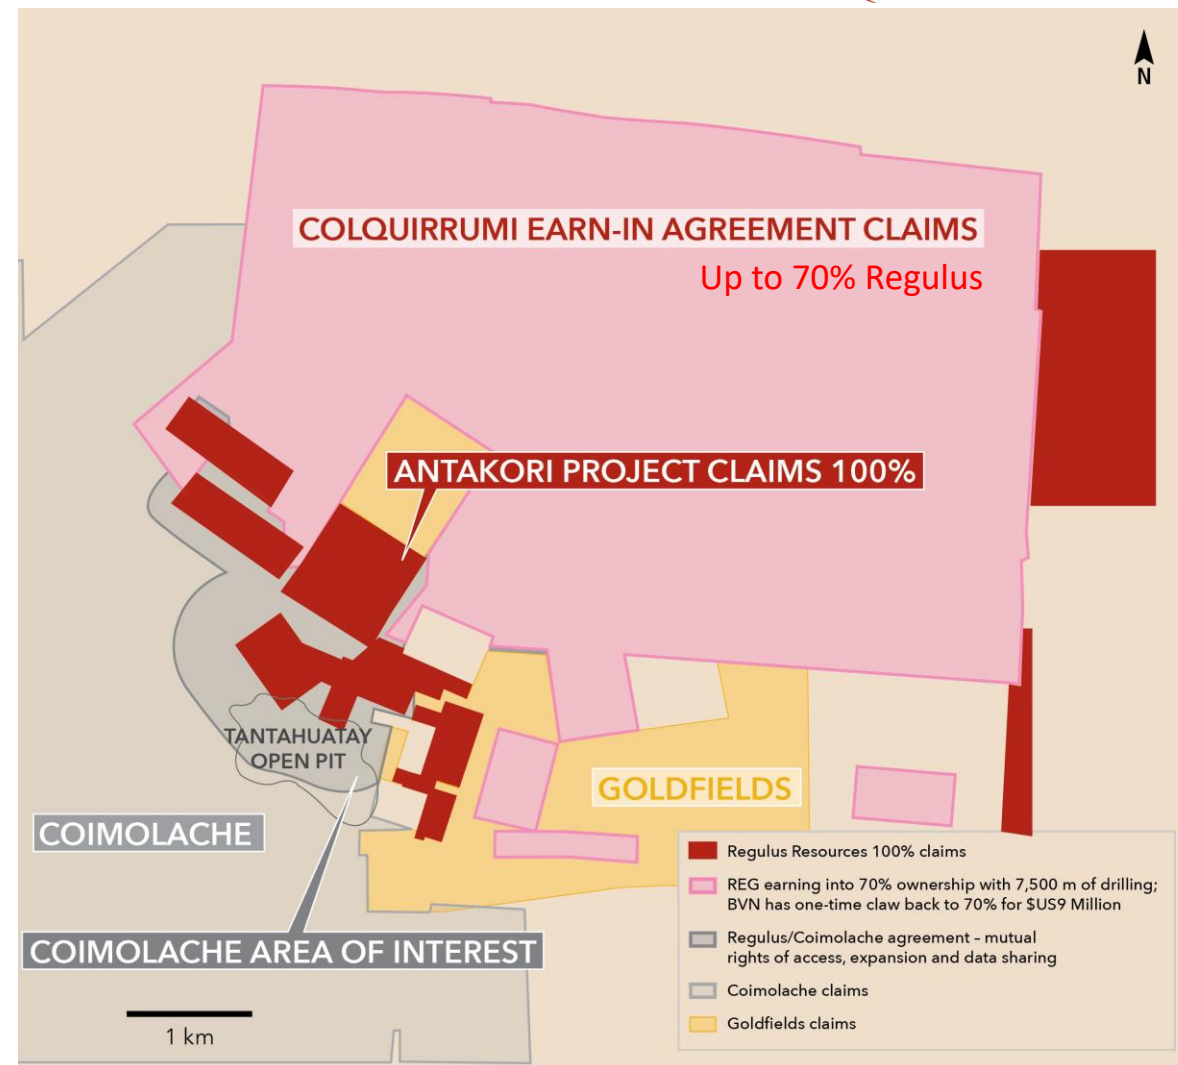 N
COLQUIRRUMI EARN-IN AGREEMENT CLAIMS
Up to 70% Regulus
ANTAKORI PROJECT CLAIMS 100%
TANTAHUATAY
OPEN PIT
GOLDFIELDS
COIMOLACHE
COIMOLACHE AREA OF INTEREST
1 km
Regulus Resources 100% claims
REG earning into 70% ownership with 7,500 m of drilling;
BVN has one-time claw back to 70% for $US9 Million
Regulus/Coimolache agreement – mutual
rights of access, expansion and data sharing
Coimolache claims
Goldfields claims